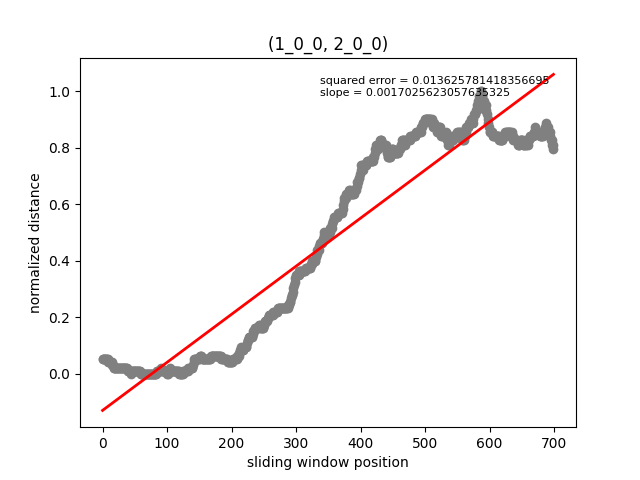 (1_0_0, 2_0_0)
squared error = 0.013625781418356695
slope = 0.0017025623057635325
1.0
0.8
0.6
0.4
0.2
0.0
normalized distance
0 100 200 300 400 500 600 700
sliding window position